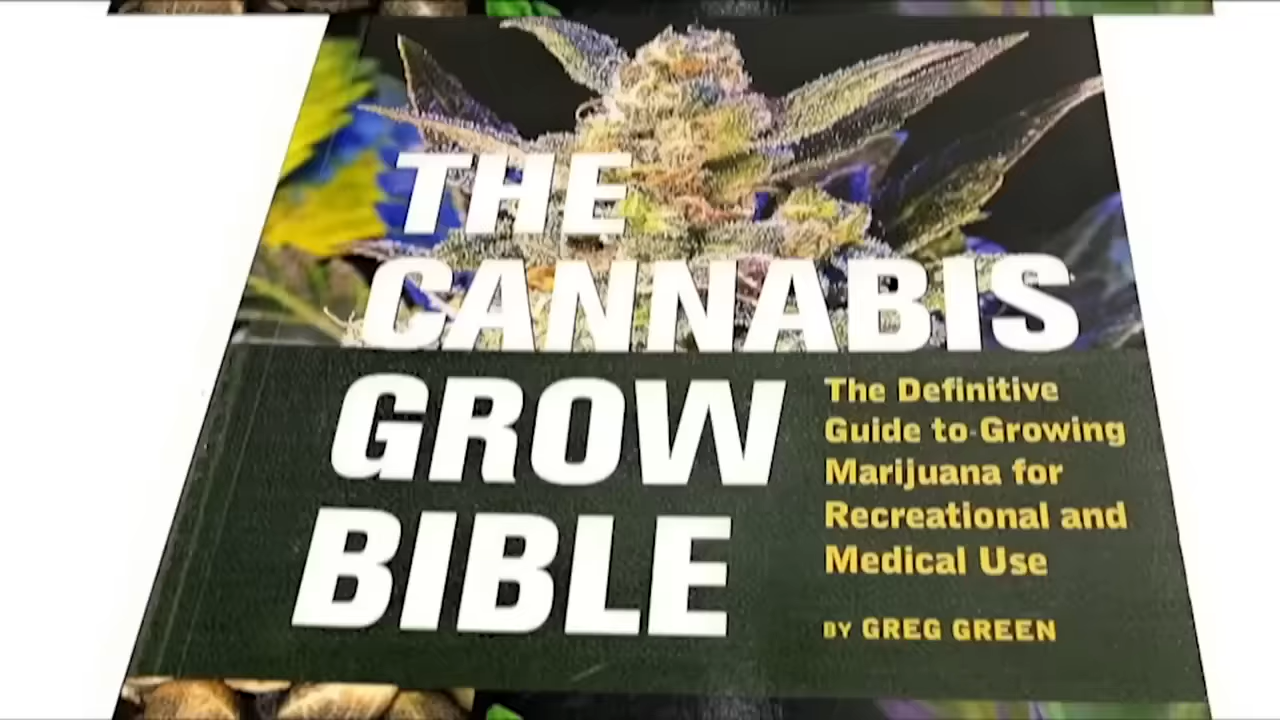 THE
CANNABIS
GROW
BIBLE
The Definitive
Guide to Growing
Marijuana for
Recreational and
Medical Use
BY GREG GREEN